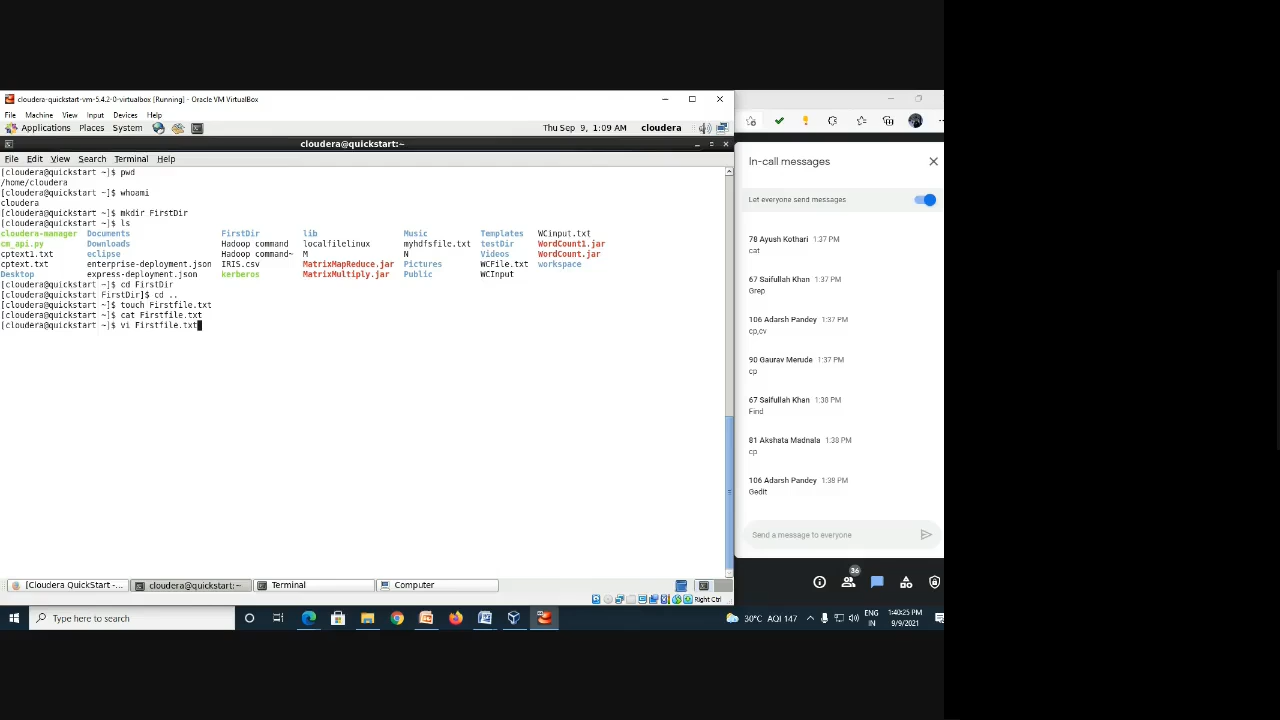 cloudera-quickstart-vm-5.4.2-0-virtualbox [Running] - Oracle VM VirtualBox
File Machine View Input Devices Help
Applications Places System Thu Sep 9, 1:09 AM cloudera
cloudera@quickstart:~
File Edit View Search Terminal Help
[cloudera@quickstart ~]$ pwd
/home/cloudera
[cloudera@quickstart ~]$ whoami
cloudera
[cloudera@quickstart ~]$ mkdir FirstDir
[cloudera@quickstart ~]$ ls
cloudera-manager Documents FirstDir lib Music Templates WCinput.txt
cm_api.py Downloads Hadoop command localfilelinux myhdfsfile.txt testDir WordCount1.jar
cptext1.txt eclipse Hadoop command~ M N Videos WordCount.jar
cptext.txt enterprise-deployment.json IRIS.csv MatrixMapReduce.jar Pictures WCFile.txt workspace
Desktop express-deployment.json kerberos MatrixMultiply.jar Public WCInput
[cloudera@quickstart ~]$ cd FirstDir
[cloudera@quickstart FirstDir]$ cd ..
[cloudera@quickstart ~]$ touch Firstfile.txt
[cloudera@quickstart ~]$ cat Firstfile.txt
[cloudera@quickstart ~]$ vi Firstfile.txt
[Cloudera QuickStart -... cloudera@quickstart:~ Terminal Computer
Right Ctrl
In-call messages
Let everyone send messages
78 Ayush Kothari 1:37 PM
cat
67 Saifullah Khan 1:37 PM
Grep
106 Adarsh Pandey 1:37 PM
cp,cv
90 Gaurav Merude 1:37 PM
cp
67 Saifullah Khan 1:38 PM
Find
81 Akshata Madnala 1:38 PM
cp
106 Adarsh Pandey 1:38 PM
Gedit
Send a message to everyone
36
Type here to search
30°C AQI 147
ENG
IN
1:40:25 PM
9/9/2021